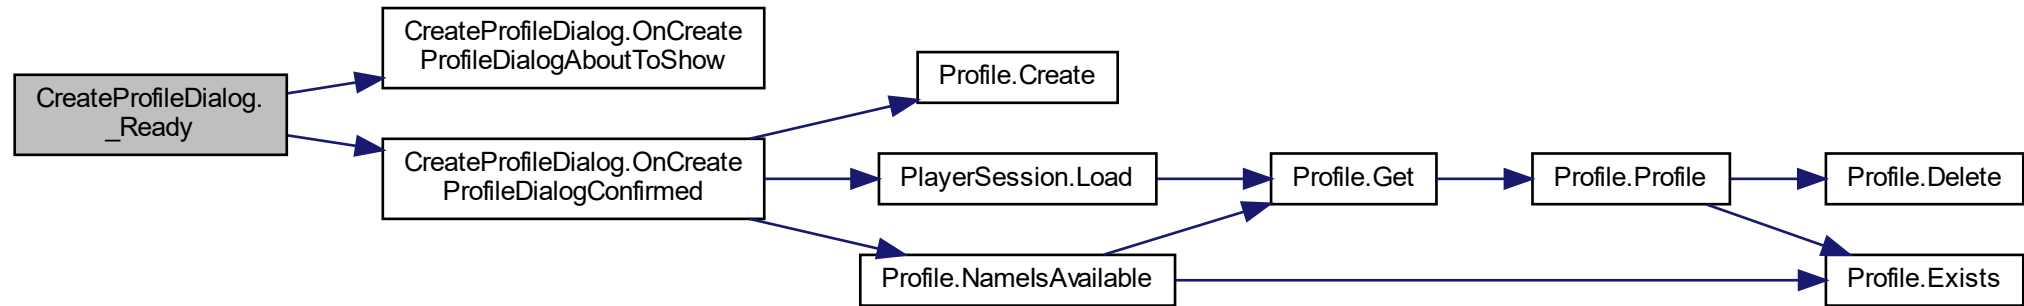 CreateProfileDialog.
_Ready
CreateProfileDialog.OnCreate
ProfileDialogAboutToShow
CreateProfileDialog.OnCreate
ProfileDialogConfirmed
Profile.Create
PlayerSession.Load
Profile.NameIsAvailable
Profile.Get
Profile.Profile
Profile.Delete
Profile.Exists